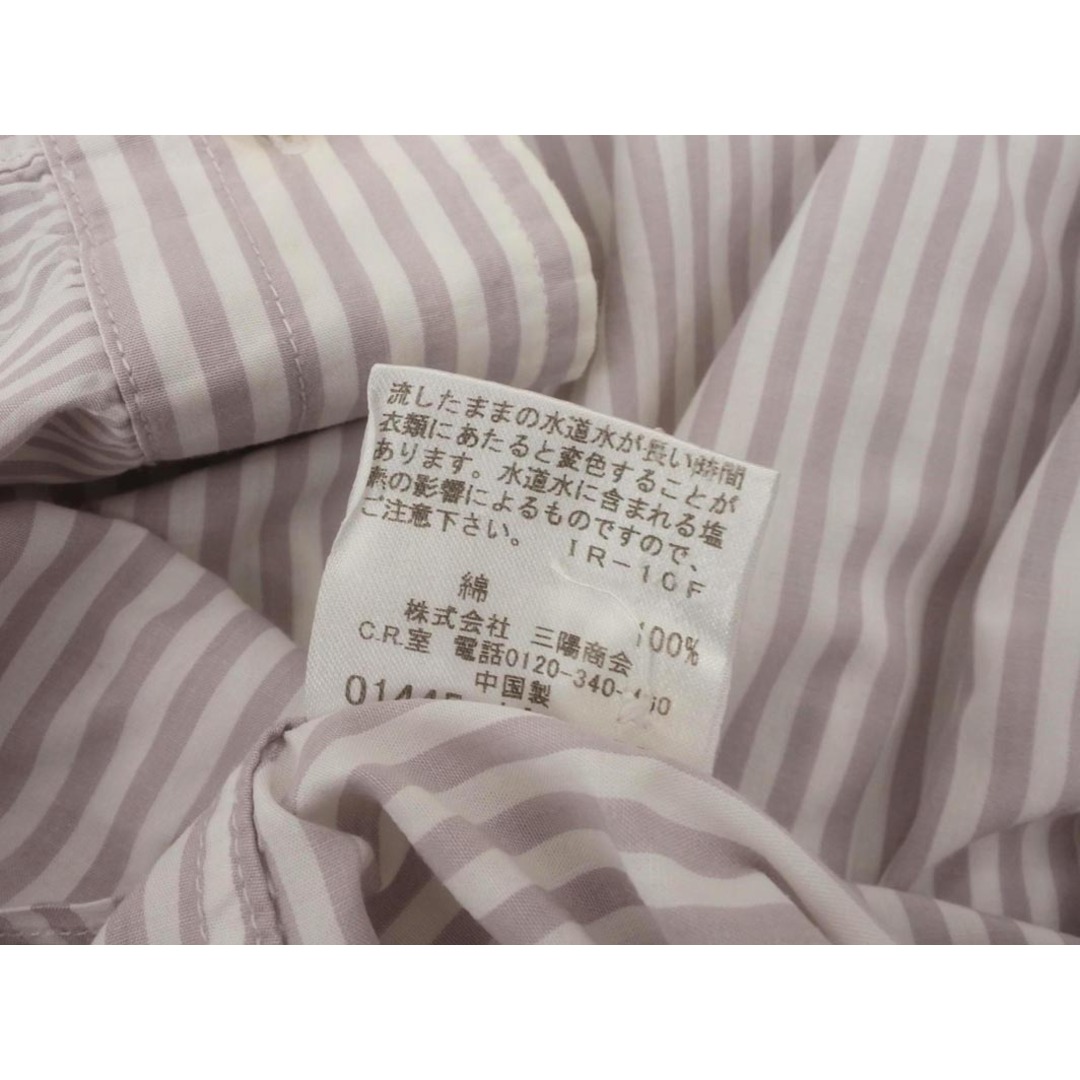 流したままの水道水が長い時間
衣類にあたると変色することが
あります。水道水に含まれる塩
素の影響によるものですので、
ご注意下さい。 IR-10F
綿 100%
株式会社 三陽商会
C.R.室 電話0120-340-
中国製